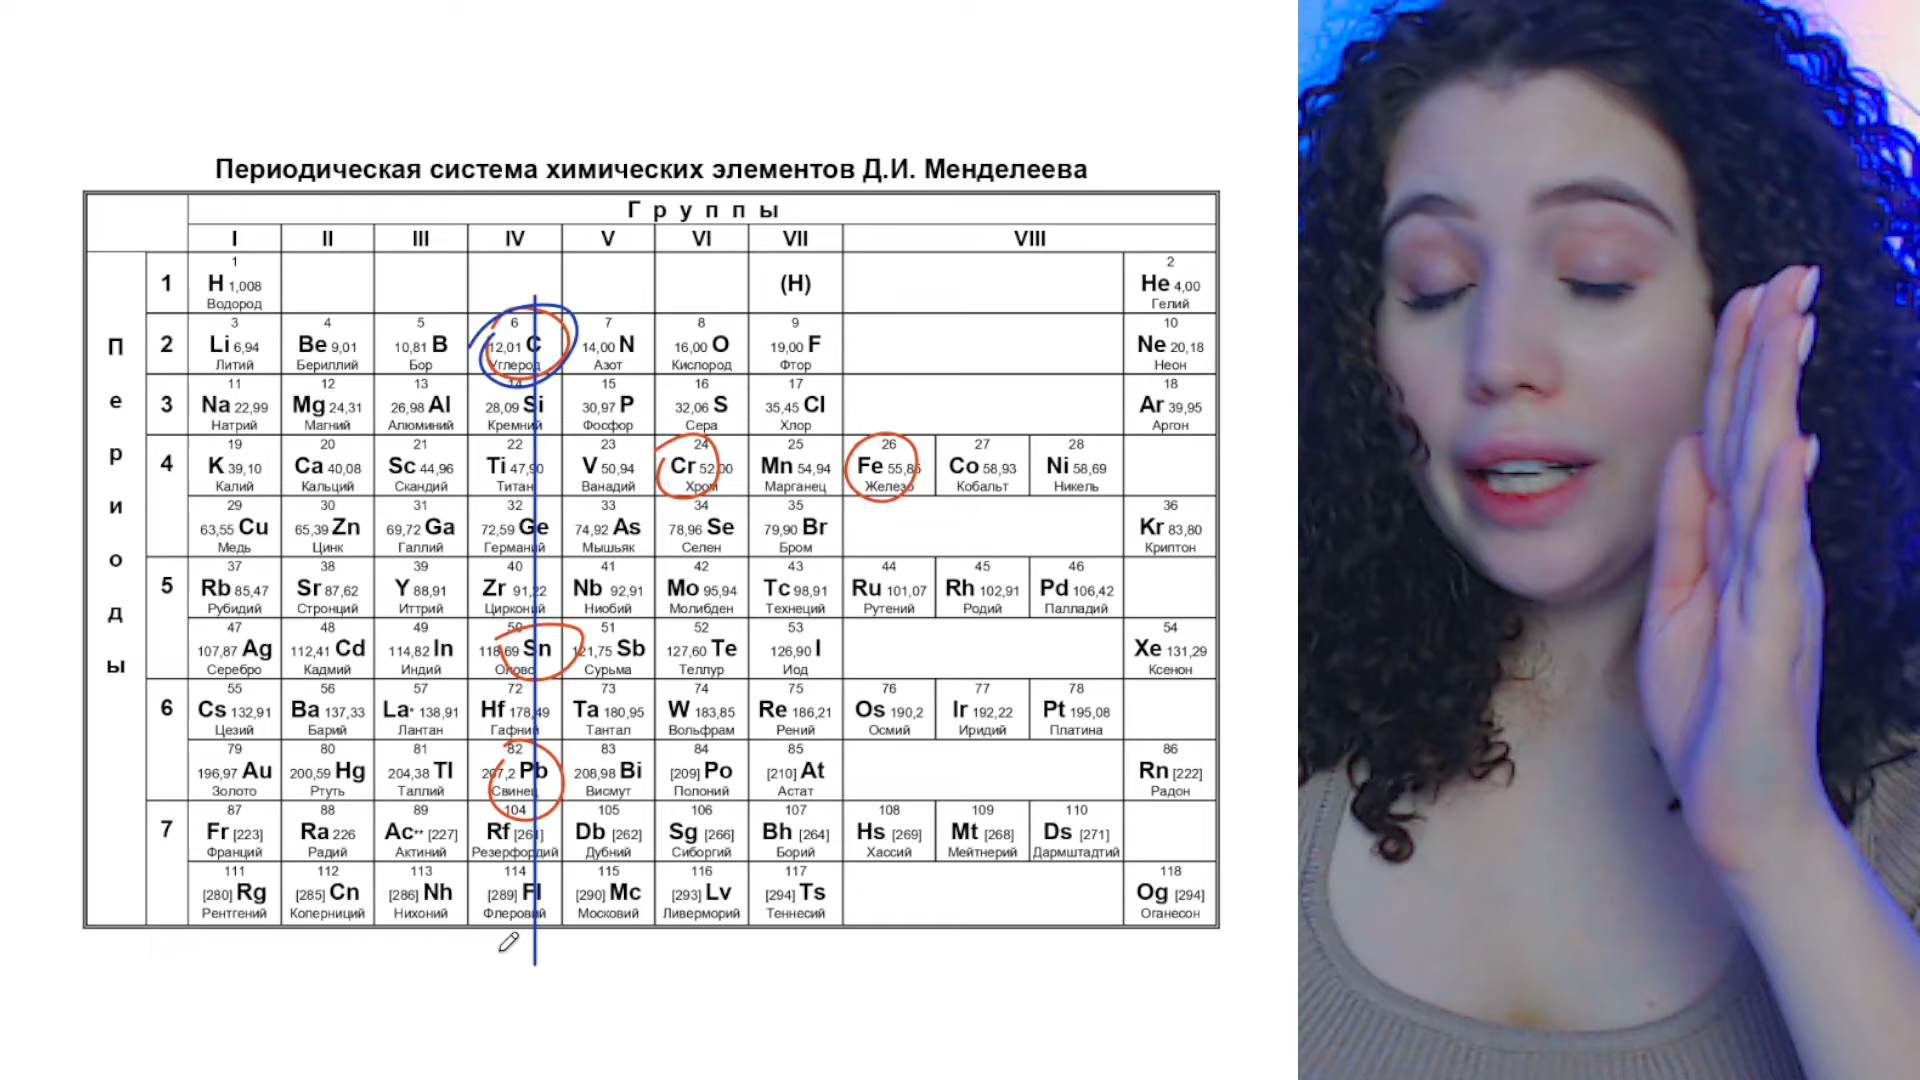 Периодическая система химических элементов Д.И. Менделеева
Группы
I II III IV V VI VII VIII
Периоды
1 2
1 H 1,008 (H) He 4,00
Водород Гелий
3 4 5 6 7 8 9 10
2 Li 6,94 Be 9,01 10,81 B 12,01 C 14,00 N 16,00 O 19,00 F Ne 20,18
Литий Бериллий Бор Углерод Азот Кислород Фтор Неон
11 12 13 14 15 16 17 18
3 Na 22,99 Mg 24,31 26,98 Al 28,09 Si 30,97 P 32,06 S 35,45 Cl Ar 39,95
Натрий Магний Алюминий Кремний Фосфор Сера Хлор Аргон
19 20 21 22 23 24 25 26 27 28
4 K 39,10 Ca 40,08 Sc 44,96 Ti 47,90 V 50,94 Cr 52,00 Mn 54,94 Fe 55,85 Co 58,93 Ni 58,69
Калий Кальций Скандий Титан Ванадий Хром Марганец Железо Кобальт Никель
29 30 31 32 33 34 35 36
63,55 Cu 65,39 Zn 69,72 Ga 72,59 Ge 74,92 As 78,96 Se 79,90 Br Kr 83,80
Медь Цинк Галлий Германий Мышьяк Селен Бром Криптон
37 38 39 40 41 42 43 44 45 46
5 Rb 85,47 Sr 87,62 Y 88,91 Zr 91,22 Nb 92,91 Mo 95,94 Tc 98,91 Ru 101,07 Rh 102,91 Pd 106,42
Рубидий Стронций Иттрий Цирконий Ниобий Молибден Технеций Рутений Родий Палладий
47 48 49 50 51 52 53 54
107,87 Ag 112,41 Cd 114,82 In 118,69 Sn 121,75 Sb 127,60 Te 126,90 I Xe 131,29
Серебро Кадмий Индий Олово Сурьма Теллур Иод Ксенон
55 56 57 72 73 74 75 76 77 78
6 Cs 132,91 Ba 137,33 La* 138,91 Hf 178,49 Ta 180,95 W 183,85 Re 186,21 Os 190,2 Ir 192,22 Pt 195,08
Цезий Барий Лантан Гафний Тантал Вольфрам Рений Осмий Иридий Платина
79 80 81 82 83 84 85 86
196,97 Au 200,59 Hg 204,38 Tl 207,2 Pb 208,98 Bi [209] Po [210] At Rn [222]
Золото Ртуть Таллий Свинец Висмут Полоний Астат Радон
87 88 89 104 105 106 107 108 109 110
7 Fr [223] Ra 226 Ac** [227] Rf [261] Db [262] Sg [266] Bh [264] Hs [269] Mt [268] Ds [271]
Франций Радий Актиний Резерфордий Дубний Сиборгий Борий Хассий Мейтнерий Дармштадтий
111 112 113 114 115 116 117 118
[280] Rg [285] Cn [286] Nh [289] Fl [290] Mc [293] Lv [294] Ts Og [294]
Рентгений Коперниций Нихоний Флеровий Московий Ливерморий Теннесий Оганесон